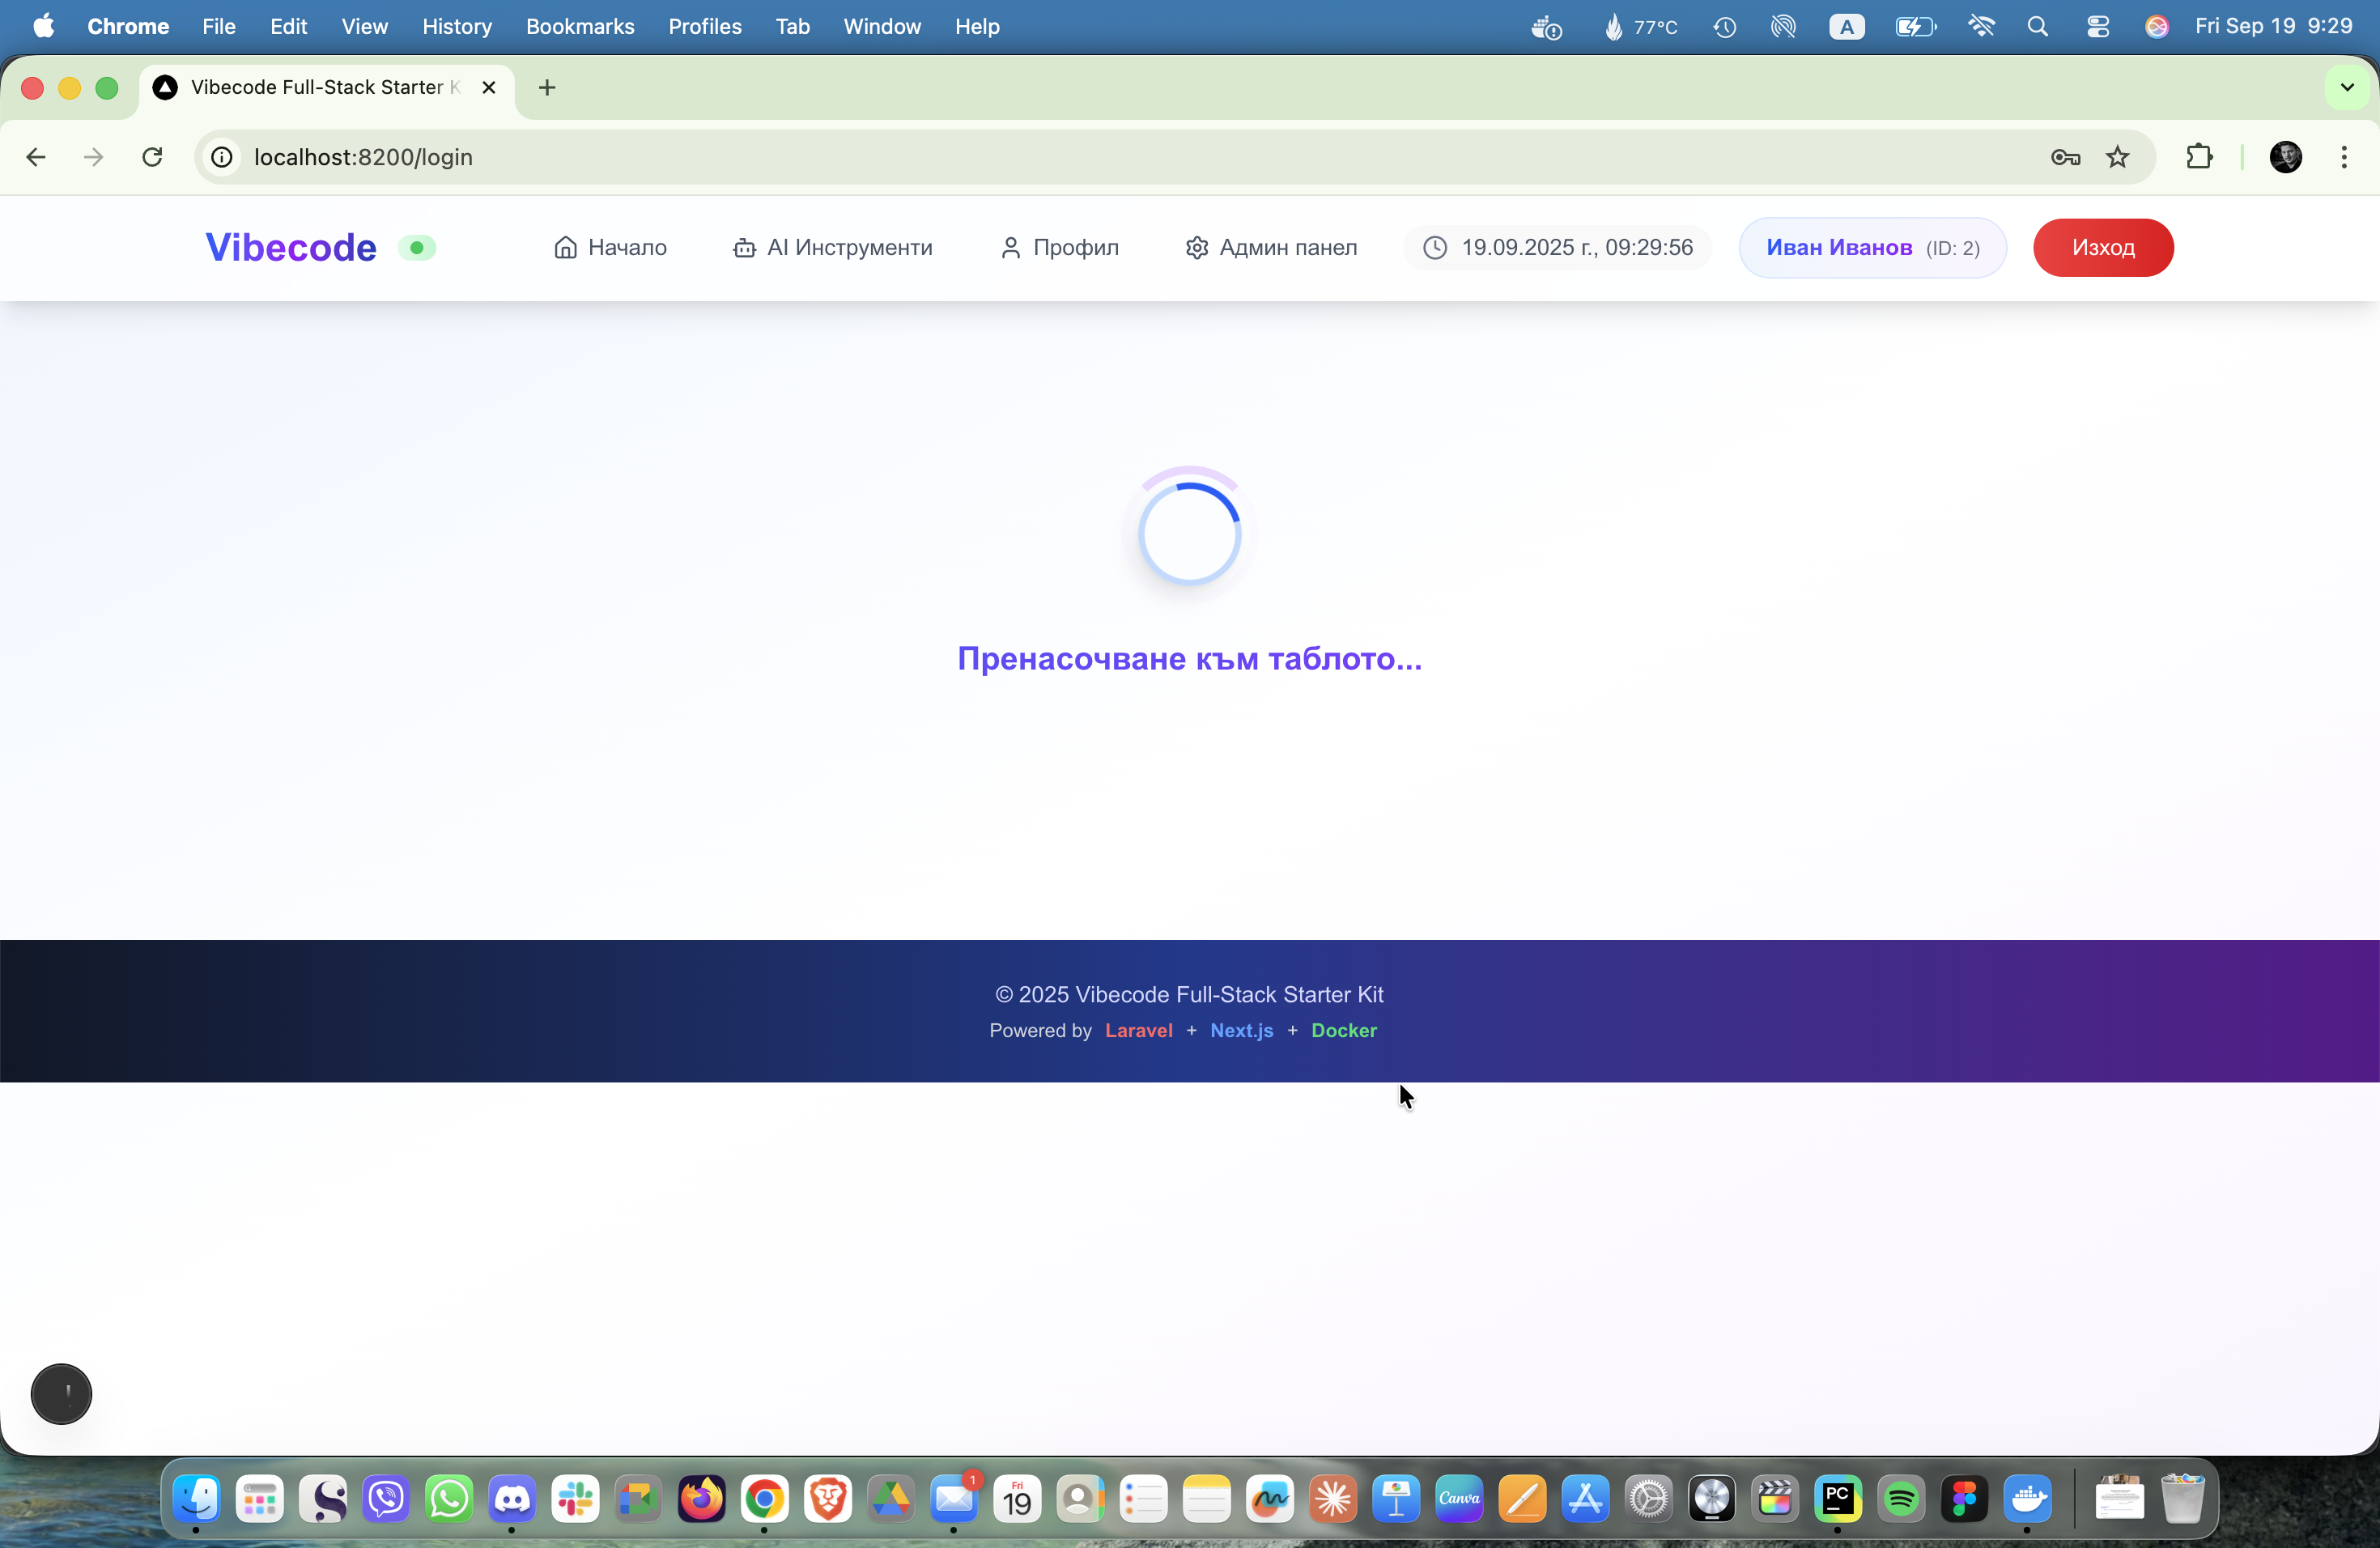 Chrome File Edit View History Bookmarks Profiles Tab Window Help 77°C A Fri Sep 19 9:29
Vibecode Full-Stack Starter K
localhost:8200/login
Vibecode Начало AI Инструменти Профил Админ панел 19.09.2025 г., 09:29:56 Иван Иванов (ID: 2) Изход
Пренасочване към таблото...
© 2025 Vibecode Full-Stack Starter Kit
Powered by Laravel + Next.js + Docker
1
Fri
19
Canva
PC